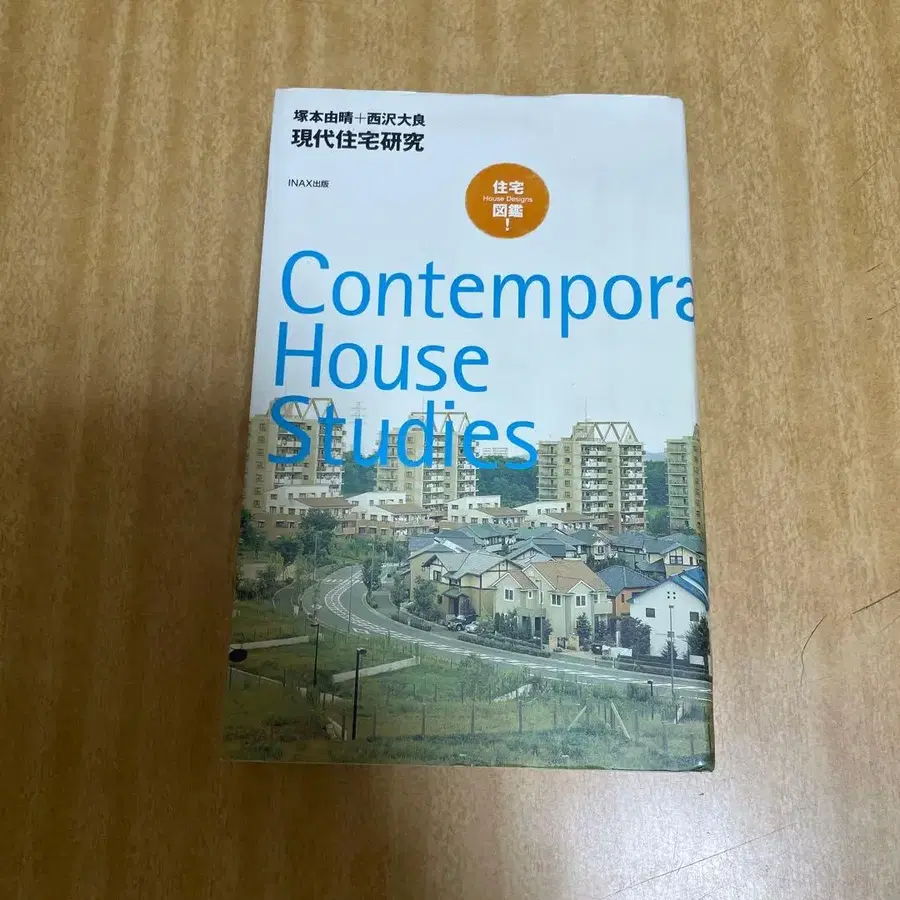 塚本由晴+西沢大良
現代住宅研究
INAX出版
住宅
House Designs
図鑑
!
Contempora
House
Studies